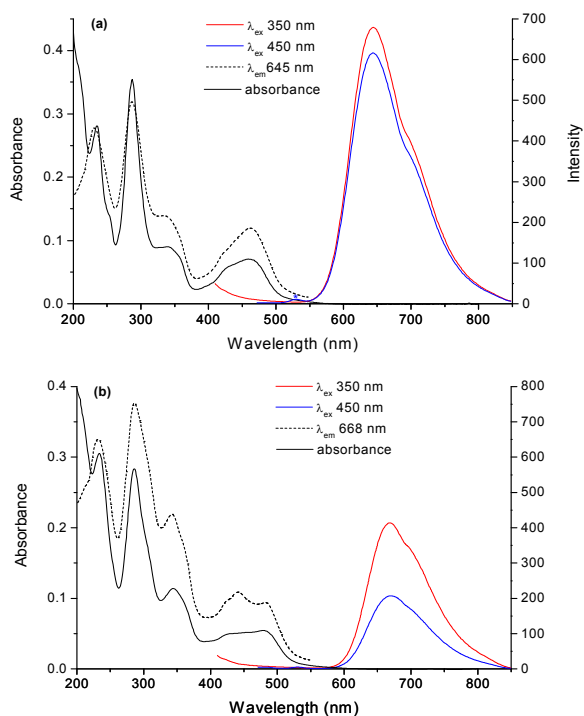 (a)
λex 350 nm
λex 450 nm
λem 645 nm
absorbance
Absorbance
Intensity
0.4
0.3
0.2
0.1
0.0
700
600
500
400
300
200
100
0
200 300 400 500 600 700 800
Wavelength (nm)
(b)
λex 350 nm
λex 450 nm
λem 668 nm
absorbance
Absorbance
0.4
0.3
0.2
0.1
0.0
800
700
600
500
400
300
200
100
0
200 300 400 500 600 700 800
Wavelength (nm)